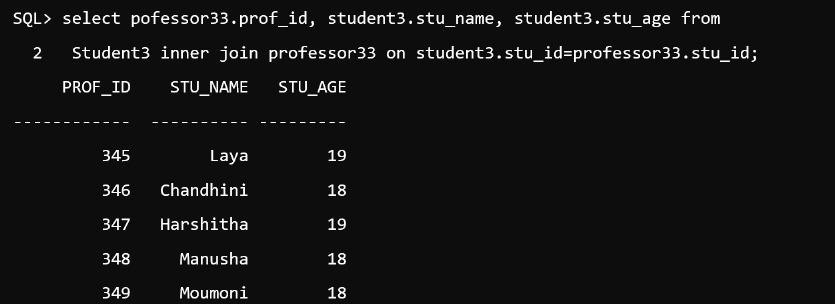 SQL> select pofessor33.prof_id, student3.stu_name, student3.stu_age from
2 Student3 inner join professor33 on student3.stu_id=professor33.stu_id;
PROF_ID STU_NAME STU_AGE
------------ ---------- ---------
345 Laya 19
346 Chandhini 18
347 Harshitha 19
348 Manusha 18
349 Moumoni 18